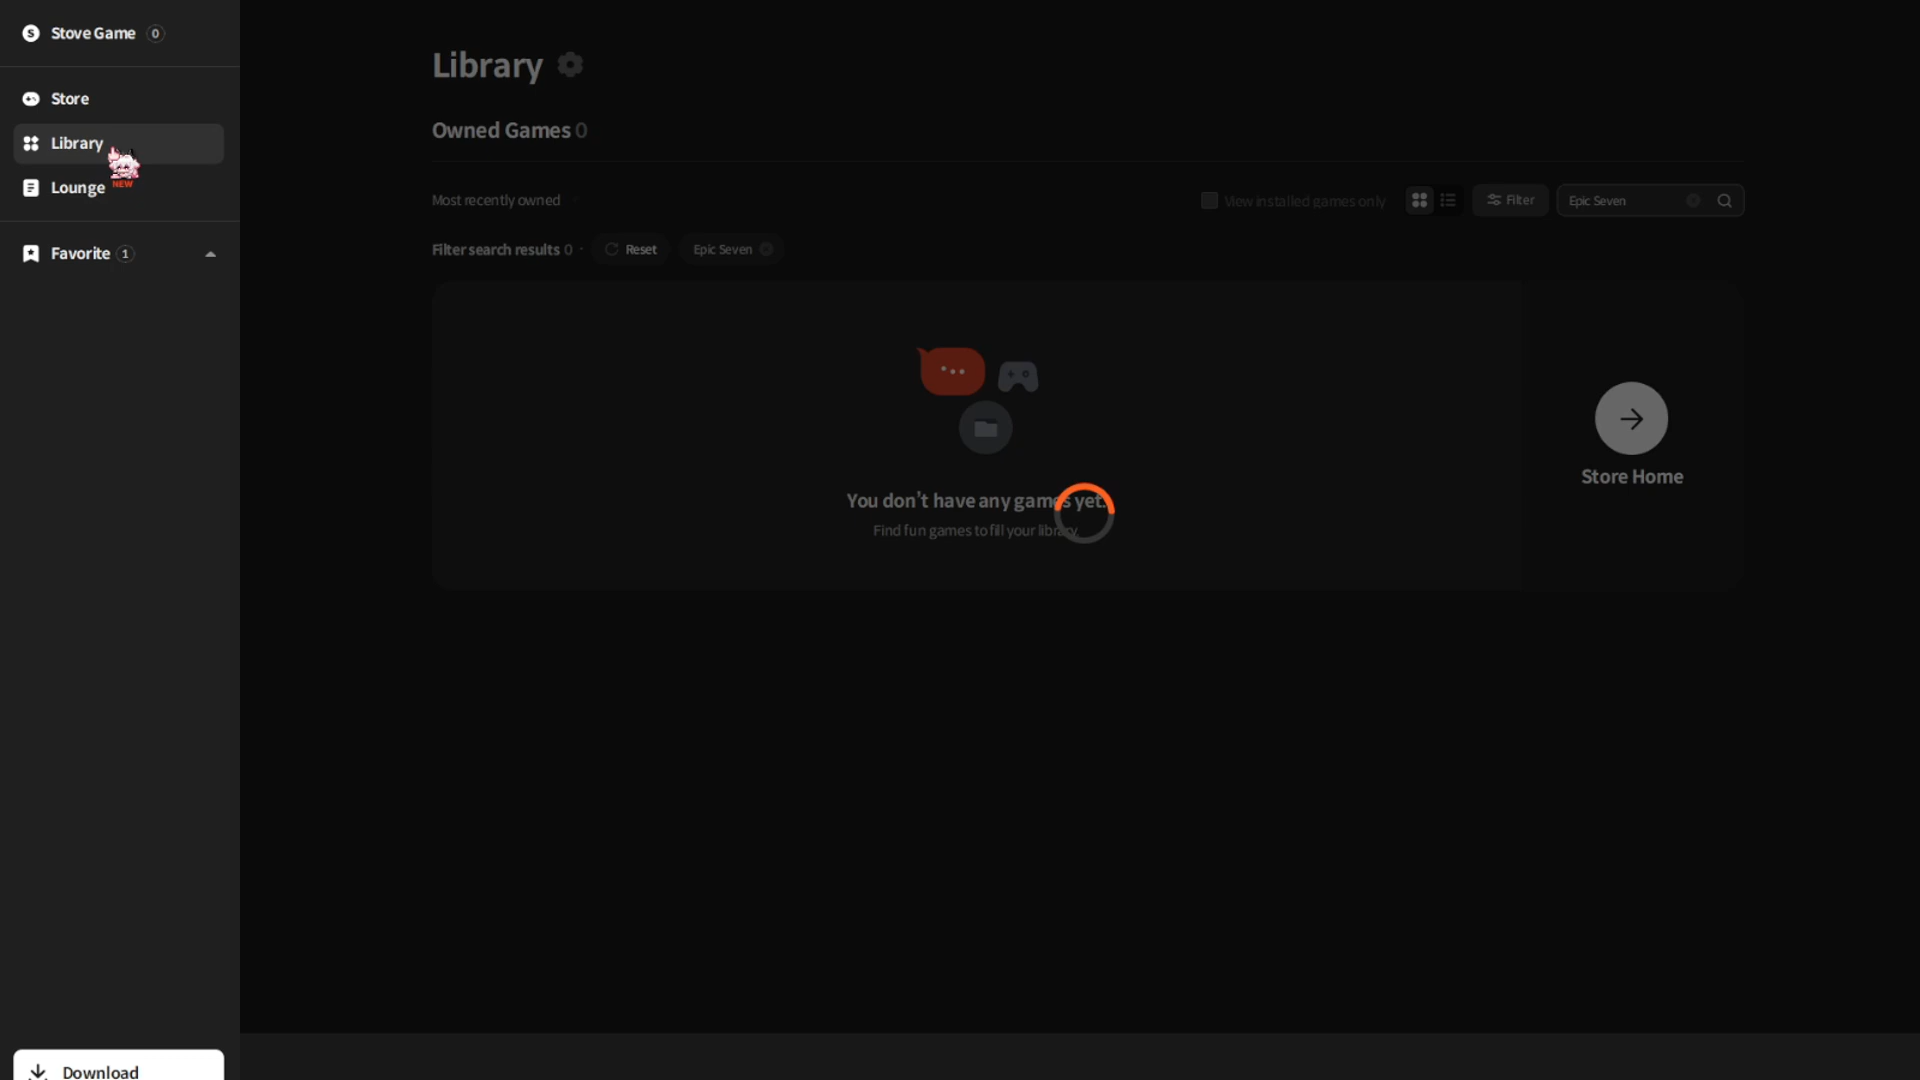 Stove Game 0
Store
Library
Lounge NEW
Favorite 1
Download
Library
Owned Games 0
Most recently owned
View installed games only
Filter
Epic Seven
Filter search results 0 · Reset Epic Seven
You don't have any games yet.
Find fun games to fill your library.
Store Home